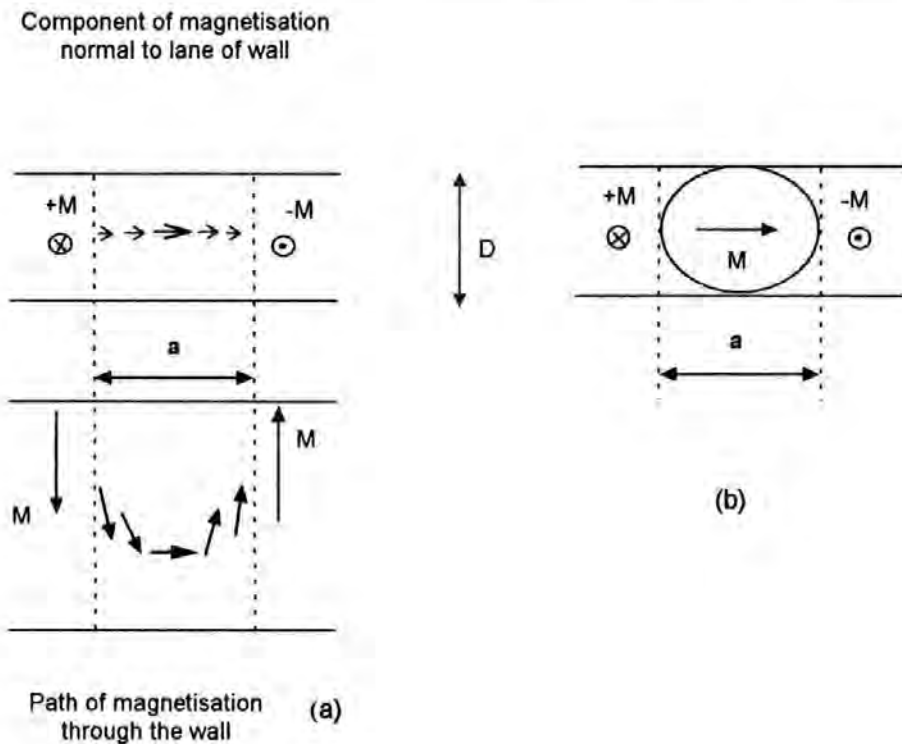 Component of magnetisation
normal to lane of wall
+M
-M
a
M
M
Path of magnetisation
through the wall
(a)
D
+M
-M
M
a
(b)